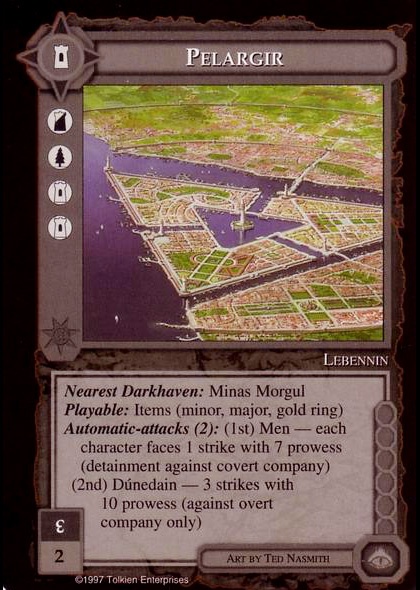 Pelargir
Lebennin
Nearest Darkhaven: Minas Morgul
Playable: Items (minor, major, gold ring)
Automatic-attacks (2): (1st) Men — each
character faces 1 strike with 7 prowess
(detainment against covert company)
(2nd) Dúnedain — 3 strikes with
10 prowess (against overt
company only)
ε
2
Art by Ted Nasmith
©1997 Tolkien Enterprises